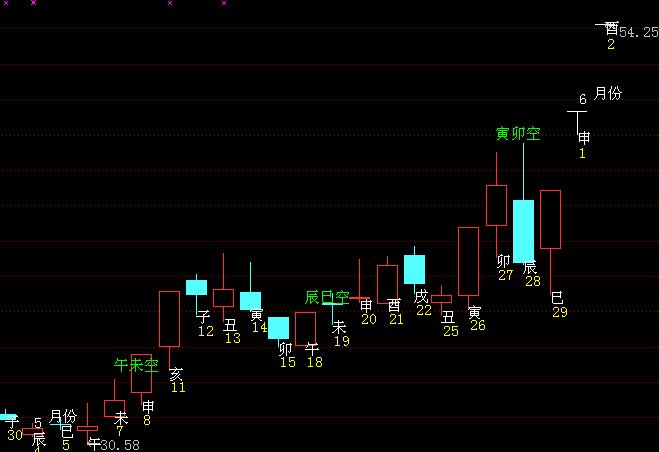 酉
54.25
2
6 月份
申
1
寅卯空
卯
27
辰
28
巳
29
辰巳空
子
12
丑
13
寅
14
卯
15
午
18
未
19
申
20
酉
21
戌
22
丑
25
寅
26
午未空
亥
11
申
8
未
7
5 月份
子
30
辰
4
巳
5
午
30.58